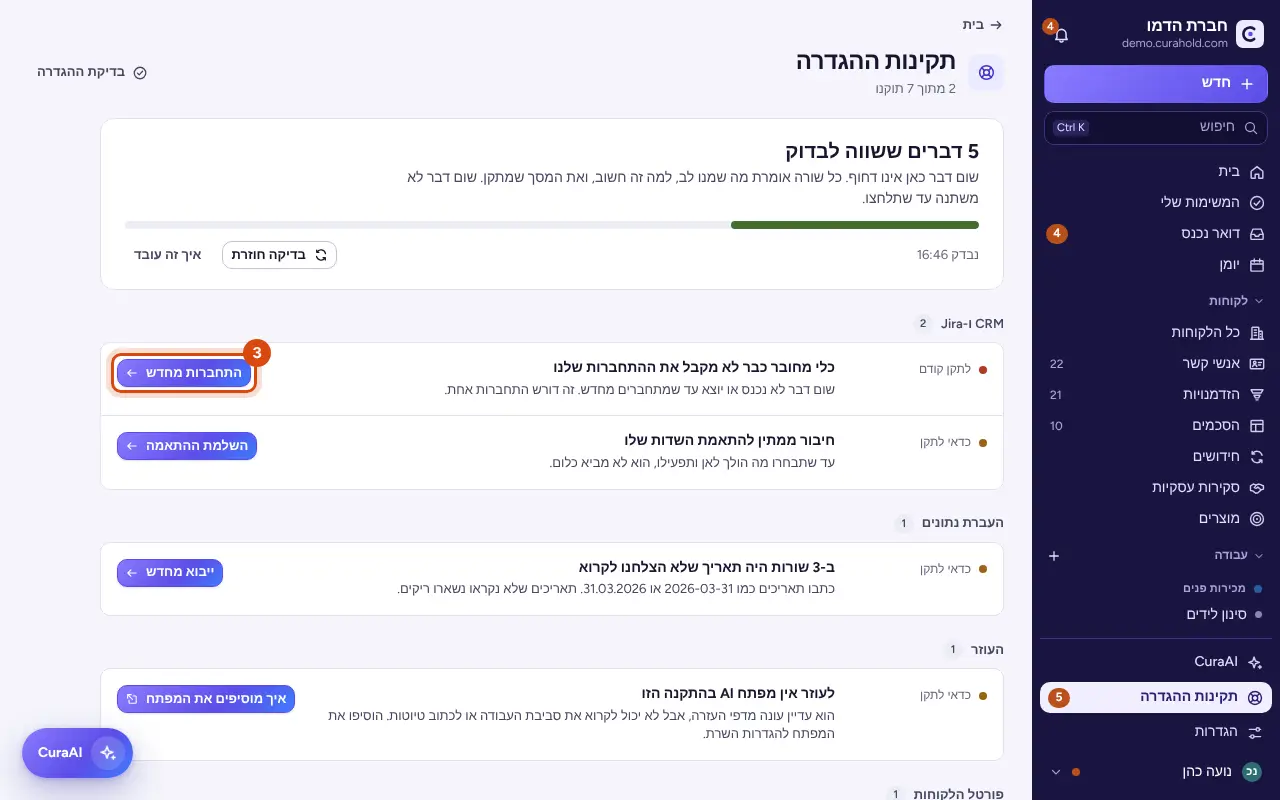 חברת הדמו
demo.curahold.com
4
חדש
חיפוש
Ctrl K
בית
המשימות שלי
דואר נכנס
4
יומן
לקוחות
כל הלקוחות
אנשי קשר
22
הזדמנויות
21
הסכמים
10
חידושים
סקירות עסקיות
מוצרים
עבודה
מכירות פנים
סינון לידים
CuraAI
תקינות ההגדרה
5
הגדרות
נכ
נועה כהן
בית
תקינות ההגדרה
2 מתוך 7 תוקנו
בדיקת ההגדרה
5 דברים ששווה לבדוק
שום דבר כאן אינו דחוף. כל שורה אומרת מה שמנו לב, למה זה חשוב, ואת המסך שמתקן. שום דבר לא
משתנה עד שתלחצו.
נבדק 16:46
בדיקה חוזרת
איך זה עובד
CRM ו-Jira
2
לתקן קודם
כלי מחובר כבר לא מקבל את ההתחברות שלנו
שום דבר לא נכנס או יוצא עד שמתחברים מחדש. זה דורש התחברות אחת.
התחברות מחדש
3
כדאי לתקן
חיבור ממתין להתאמת השדות שלו
עד שתבחרו מה הולך לאן ותפעילו, הוא לא מביא כלום.
השלמת ההתאמה
העברת נתונים
1
כדאי לתקן
ב-3 שורות היה תאריך שלא הצלחנו לקרוא
כתבו תאריכים כמו 2026-03-31 או 31.03.2026. תאריכים שלא נקראו נשארו ריקים.
ייבוא מחדש
העוזר
1
כדאי לתקן
לעוזר אין מפתח AI בהתקנה הזו
הוא עדיין עונה מדפי העזרה, אבל לא יכול לקרוא את סביבת העבודה או לכתוב טיוטות. הוסיפו את
המפתח להגדרות השרת.
איך מוסיפים את המפתח
פורטל הלקוחות
1
CuraAI